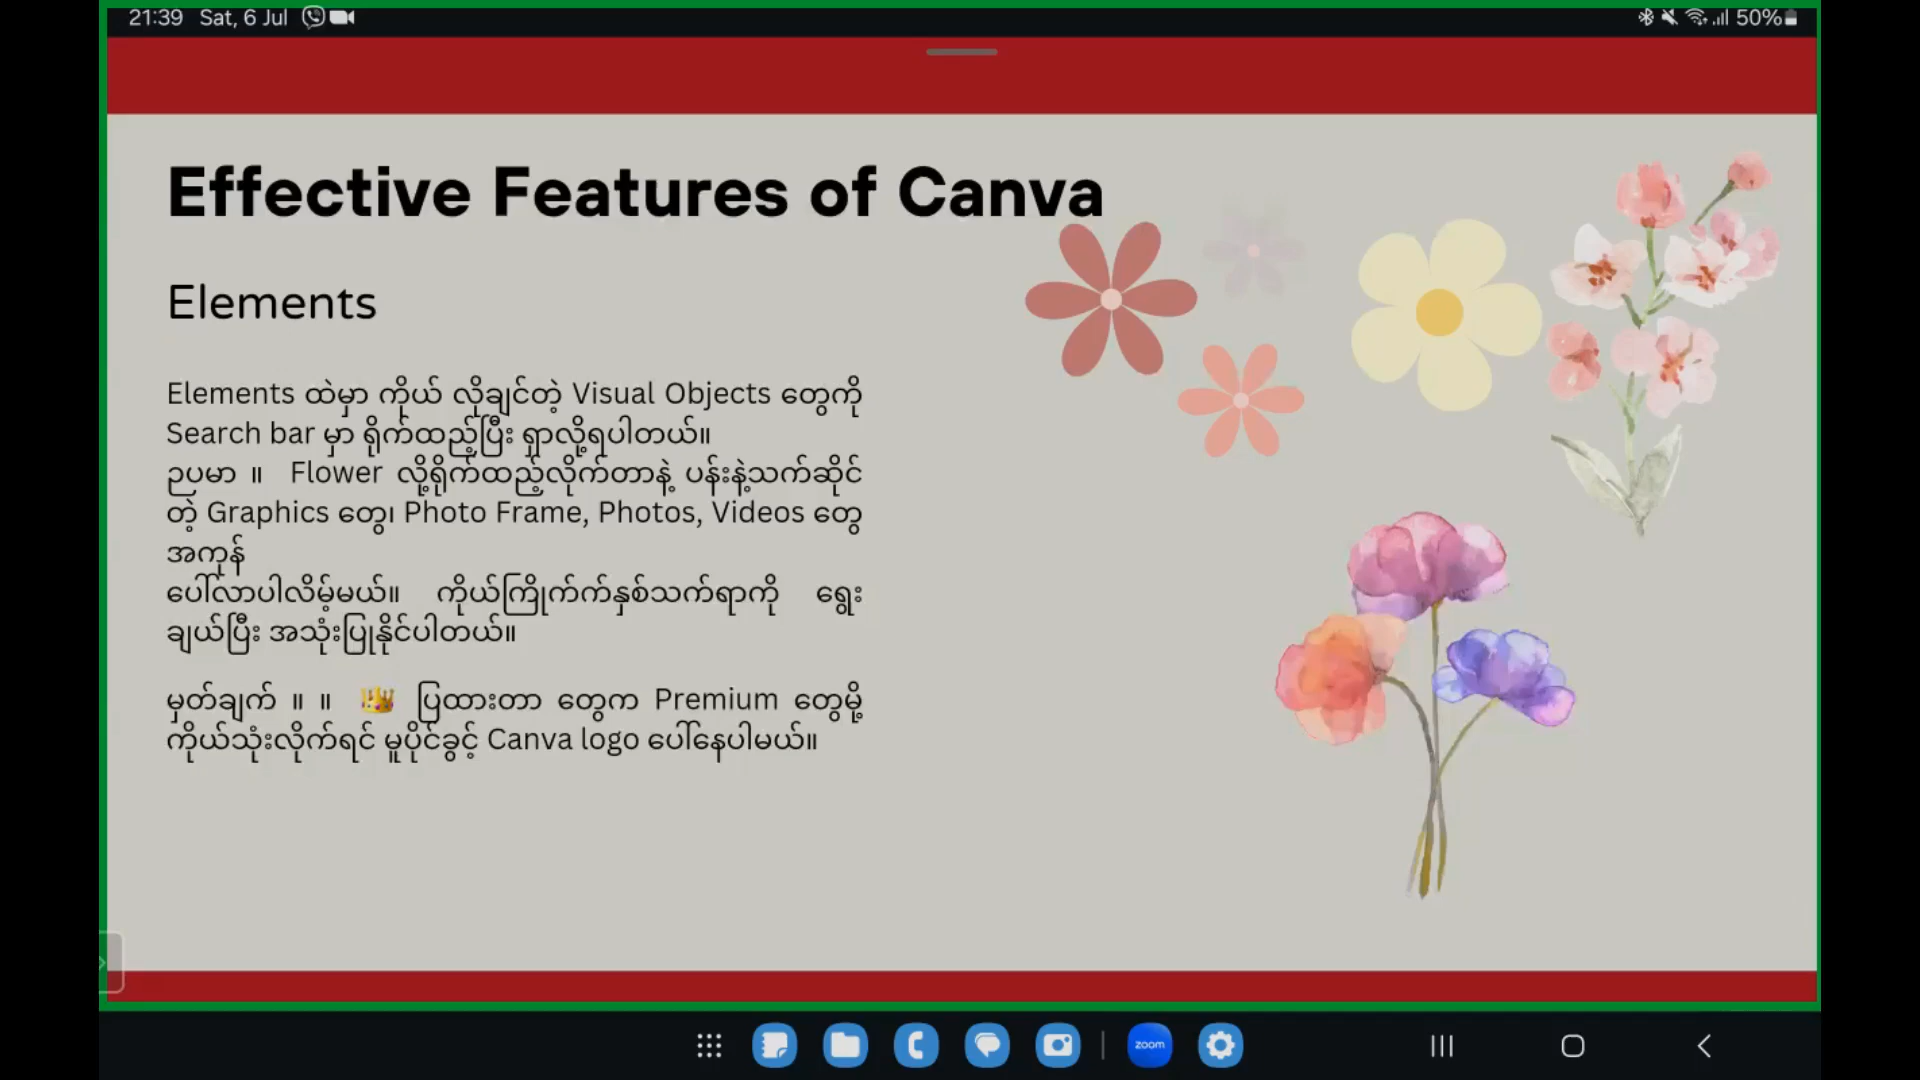 21:39 Sat, 6 Jul
50%
Effective Features of Canva
Elements
Elements ထဲမှာ ကိုယ် လိုချင်တဲ့ Visual Objects တွေကို
Search bar မှာ ရိုက်ထည့်ပြီး ရှာလို့ရပါတယ်။
ဉပမာ ။ Flower လို့ရိုက်ထည့်လိုက်တာနဲ့ ပန်းနဲ့သက်ဆိုင်
တဲ့ Graphics တွေ၊ Photo Frame, Photos, Videos တွေ
အကုန်
ပေါ်လာပါလိမ့်မယ်။ ကိုယ်ကြိုက်က်နှစ်သက်ရာကို ရွေး
ချယ်ပြီး အသုံးပြုနိုင်ပါတယ်။
မှတ်ချက် ။ ။ 👑 ပြထားတာ တွေက Premium တွေမို့
ကိုယ်သုံးလိုက်ရင် မူပိုင်ခွင့် Canva logo ပေါ်နေပါမယ်။
zoom